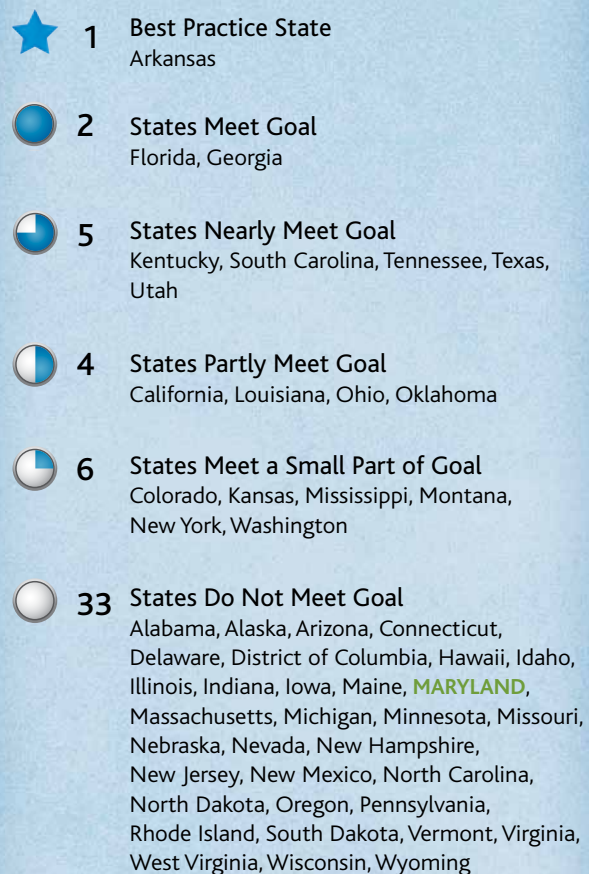 1 Best Practice State
Arkansas
2 States Meet Goal
Florida, Georgia
5 States Nearly Meet Goal
Kentucky, South Carolina, Tennessee, Texas,
Utah
4 States Partly Meet Goal
California, Louisiana, Ohio, Oklahoma
6 States Meet a Small Part of Goal
Colorado, Kansas, Mississippi, Montana,
New York, Washington
33 States Do Not Meet Goal
Alabama, Alaska, Arizona, Connecticut,
Delaware, District of Columbia, Hawaii, Idaho,
Illinois, Indiana, Iowa, Maine, MARYLAND,
Massachusetts, Michigan, Minnesota, Missouri,
Nebraska, Nevada, New Hampshire,
New Jersey, New Mexico, North Carolina,
North Dakota, Oregon, Pennsylvania,
Rhode Island, South Dakota, Vermont, Virginia,
West Virginia, Wisconsin, Wyoming